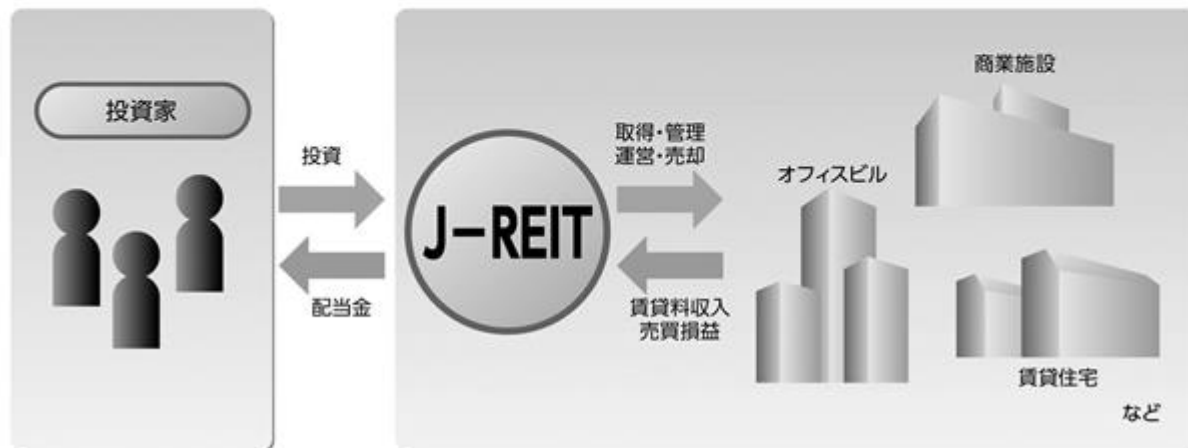 投資家
投資
配当金
J-REIT
取得・管理
運営・売却
賃貸料収入
売買損益
オフィスビル
商業施設
賃貸住宅
など